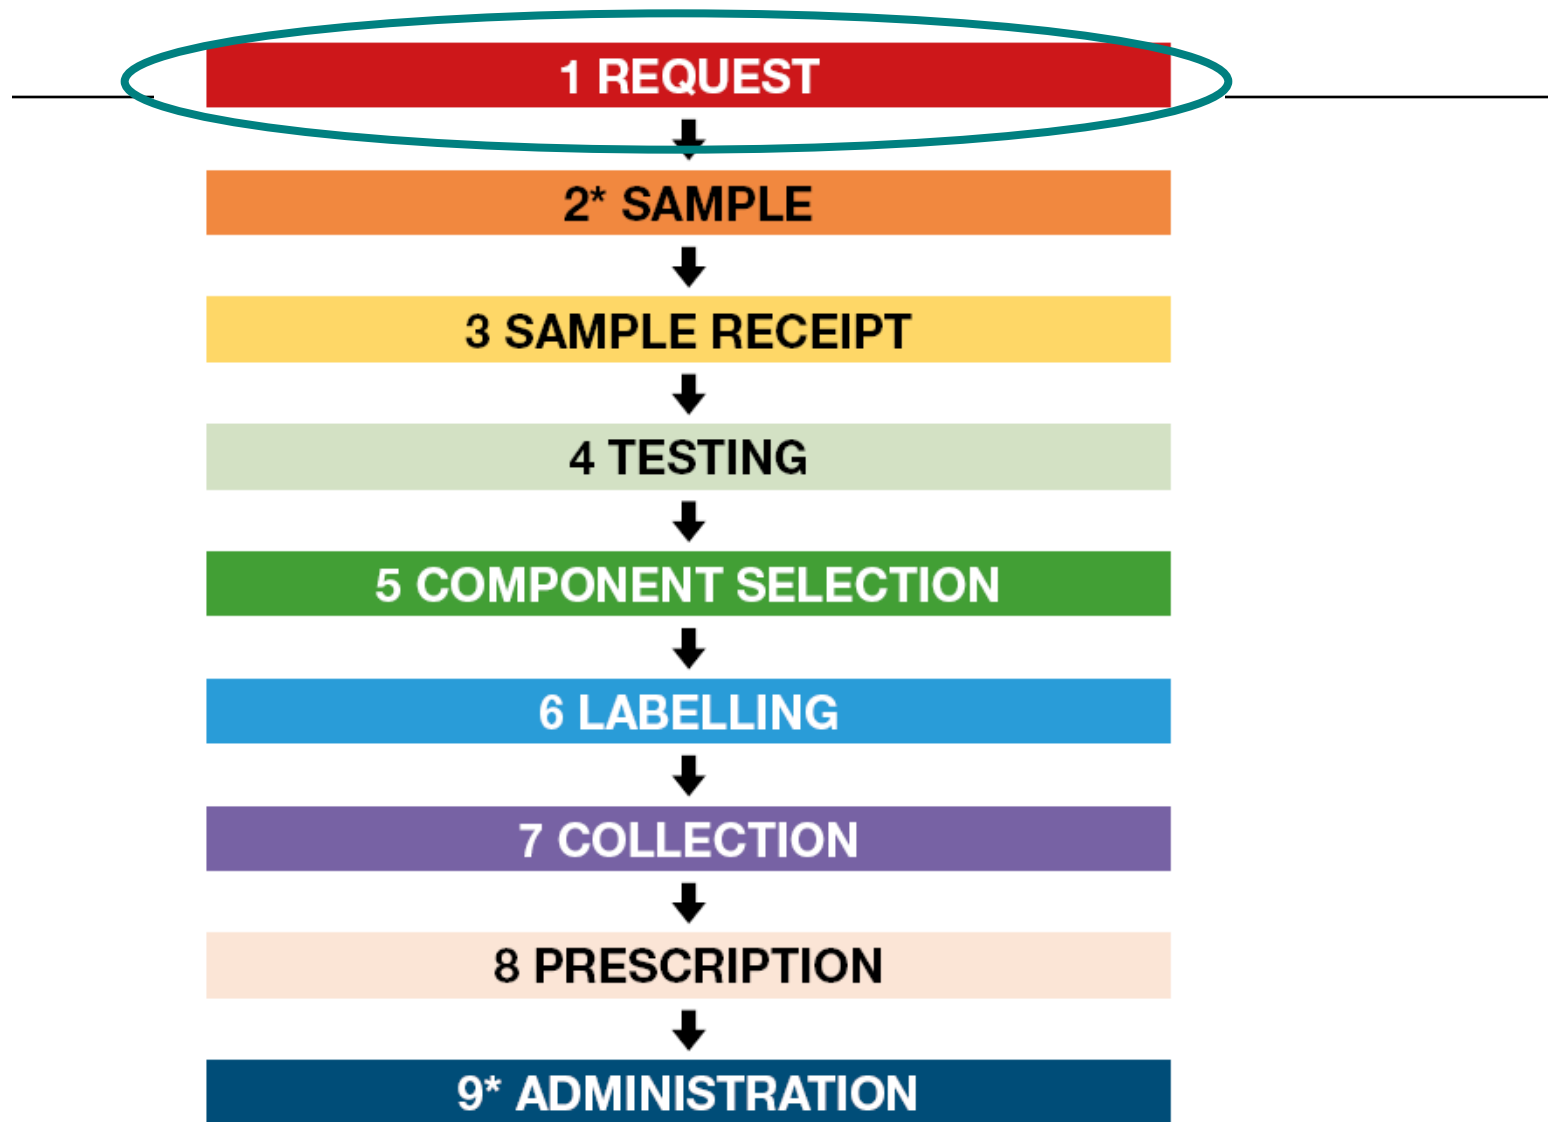 1 REQUEST
2* SAMPLE
3 SAMPLE RECEIPT
4 TESTING
5 COMPONENT SELECTION
6 LABELLING
7 COLLECTION
8 PRESCRIPTION
9* ADMINISTRATION